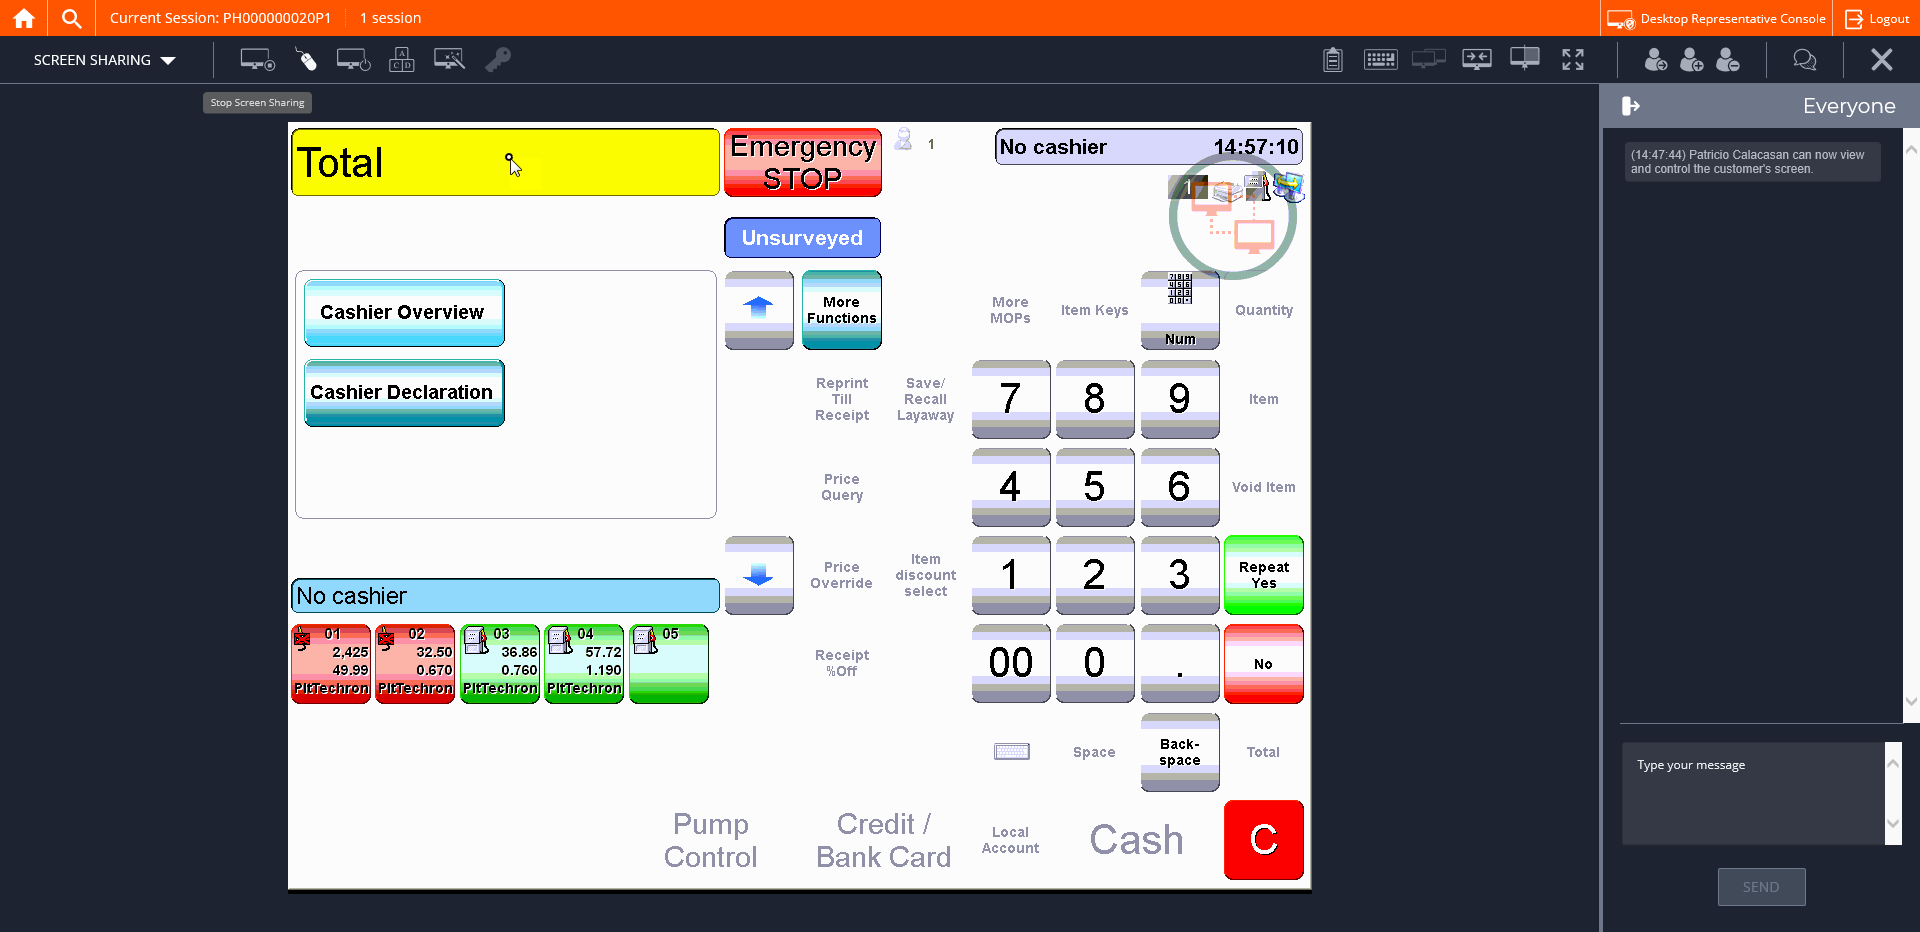 Current Session: PH000000020P1
1 session
Desktop Representative Console
Logout
SCREEN SHARING
Stop Screen Sharing
Everyone
(14:47:44) Patricio Calacasan can now view
and control the customer's screen.
Total
Emergency
STOP
1
No cashier 14:57:10
1
Unsurveyed
Cashier Overview
Cashier Declaration
More
Functions
More
MOPs
Item Keys
Num
Quantity
Reprint
Till
Receipt
Save/
Recall
Layaway
7
8
9
Item
Price
Query
4
5
6
Void Item
Price
Override
Item
discount
select
1
2
3
Repeat
Yes
No cashier
01
2,425
49.99
PltTechron
02
32.50
0.670
PltTechron
03
36.86
0.760
PltTechron
04
57.72
1.190
PltTechron
05
Receipt
%Off
00
0
.
No
Space
Back-
space
Total
Pump
Control
Credit /
Bank Card
Local
Account
Cash
C
Type your message
SEND